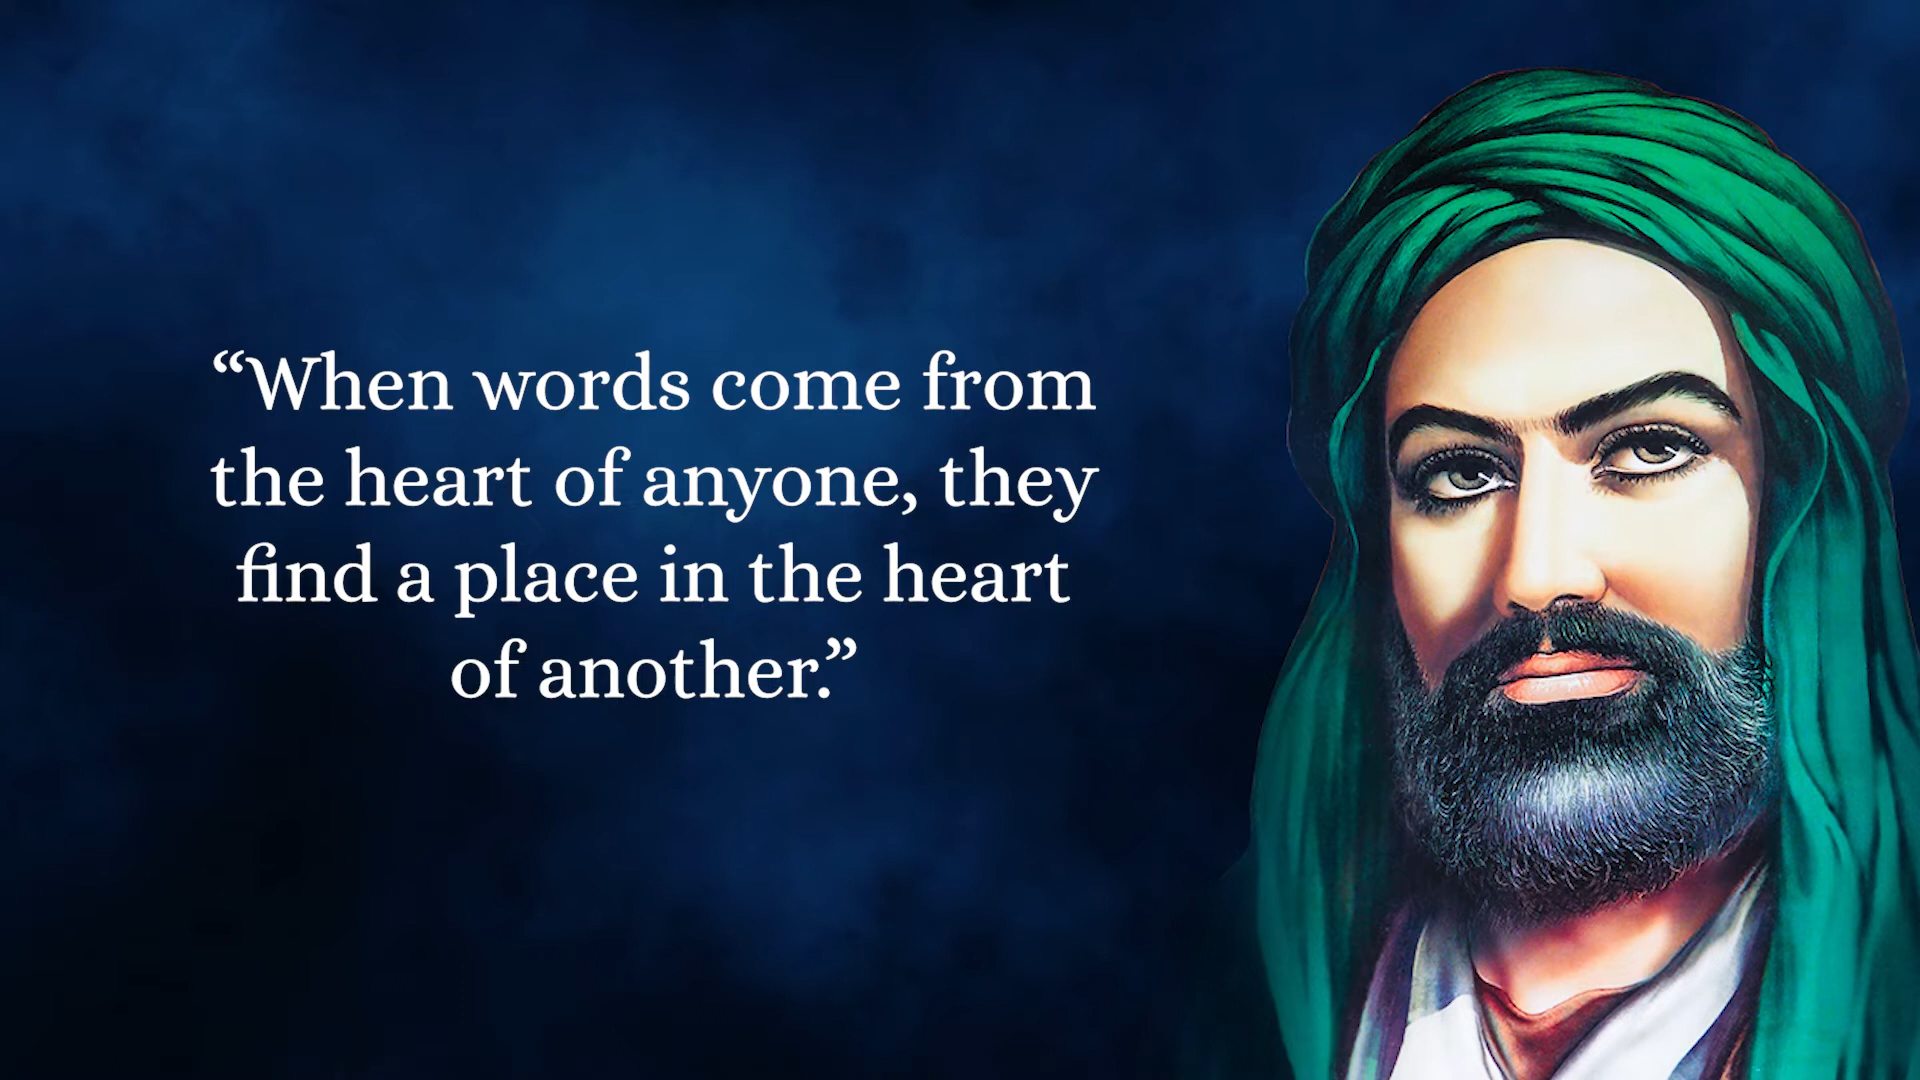 “When words come from
the heart of anyone, they
find a place in the heart
of another.”